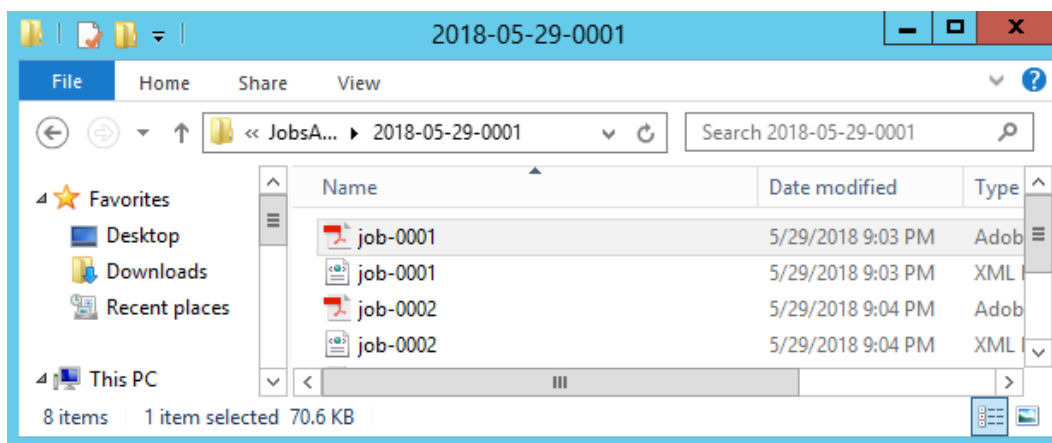 2018-05-29-0001
File Home Share View
« JobsA... 2018-05-29-0001 Search 2018-05-29-0001
Name Date modified Type
Favorites
Desktop
Downloads
Recent places
This PC
job-0001 5/29/2018 9:03 PM Adob
job-0001 5/29/2018 9:03 PM XML
job-0002 5/29/2018 9:04 PM Adob
job-0002 5/29/2018 9:04 PM XML
8 items 1 item selected 70.6 KB